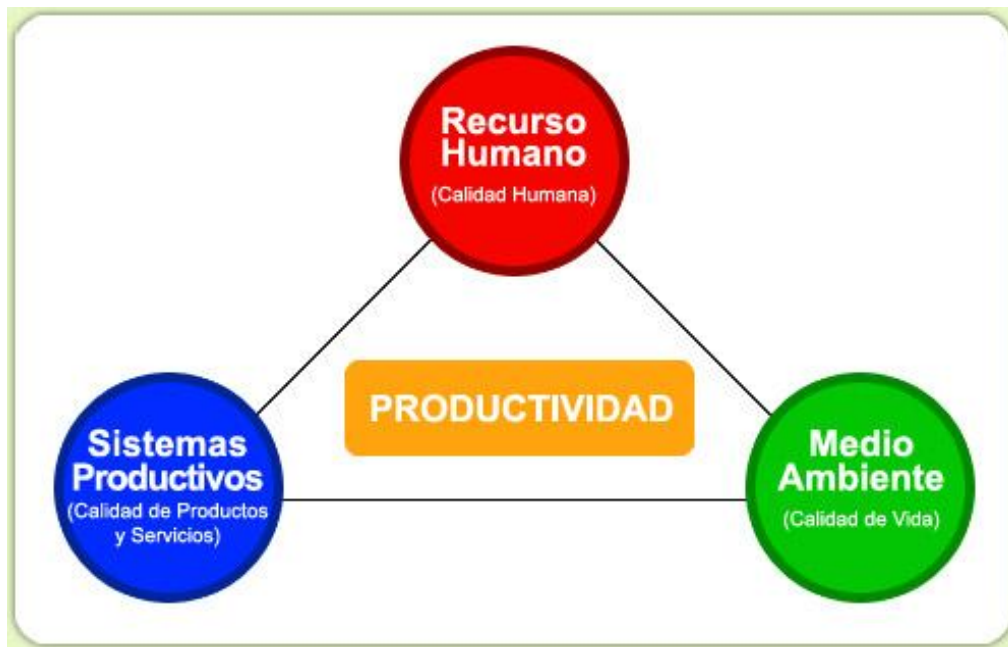 Recurso
Humano
(Calidad Humana)
PRODUCTIVIDAD
Sistemas
Productivos
(Calidad de Productos
y Servicios)
Medio
Ambiente
(Calidad de Vida)